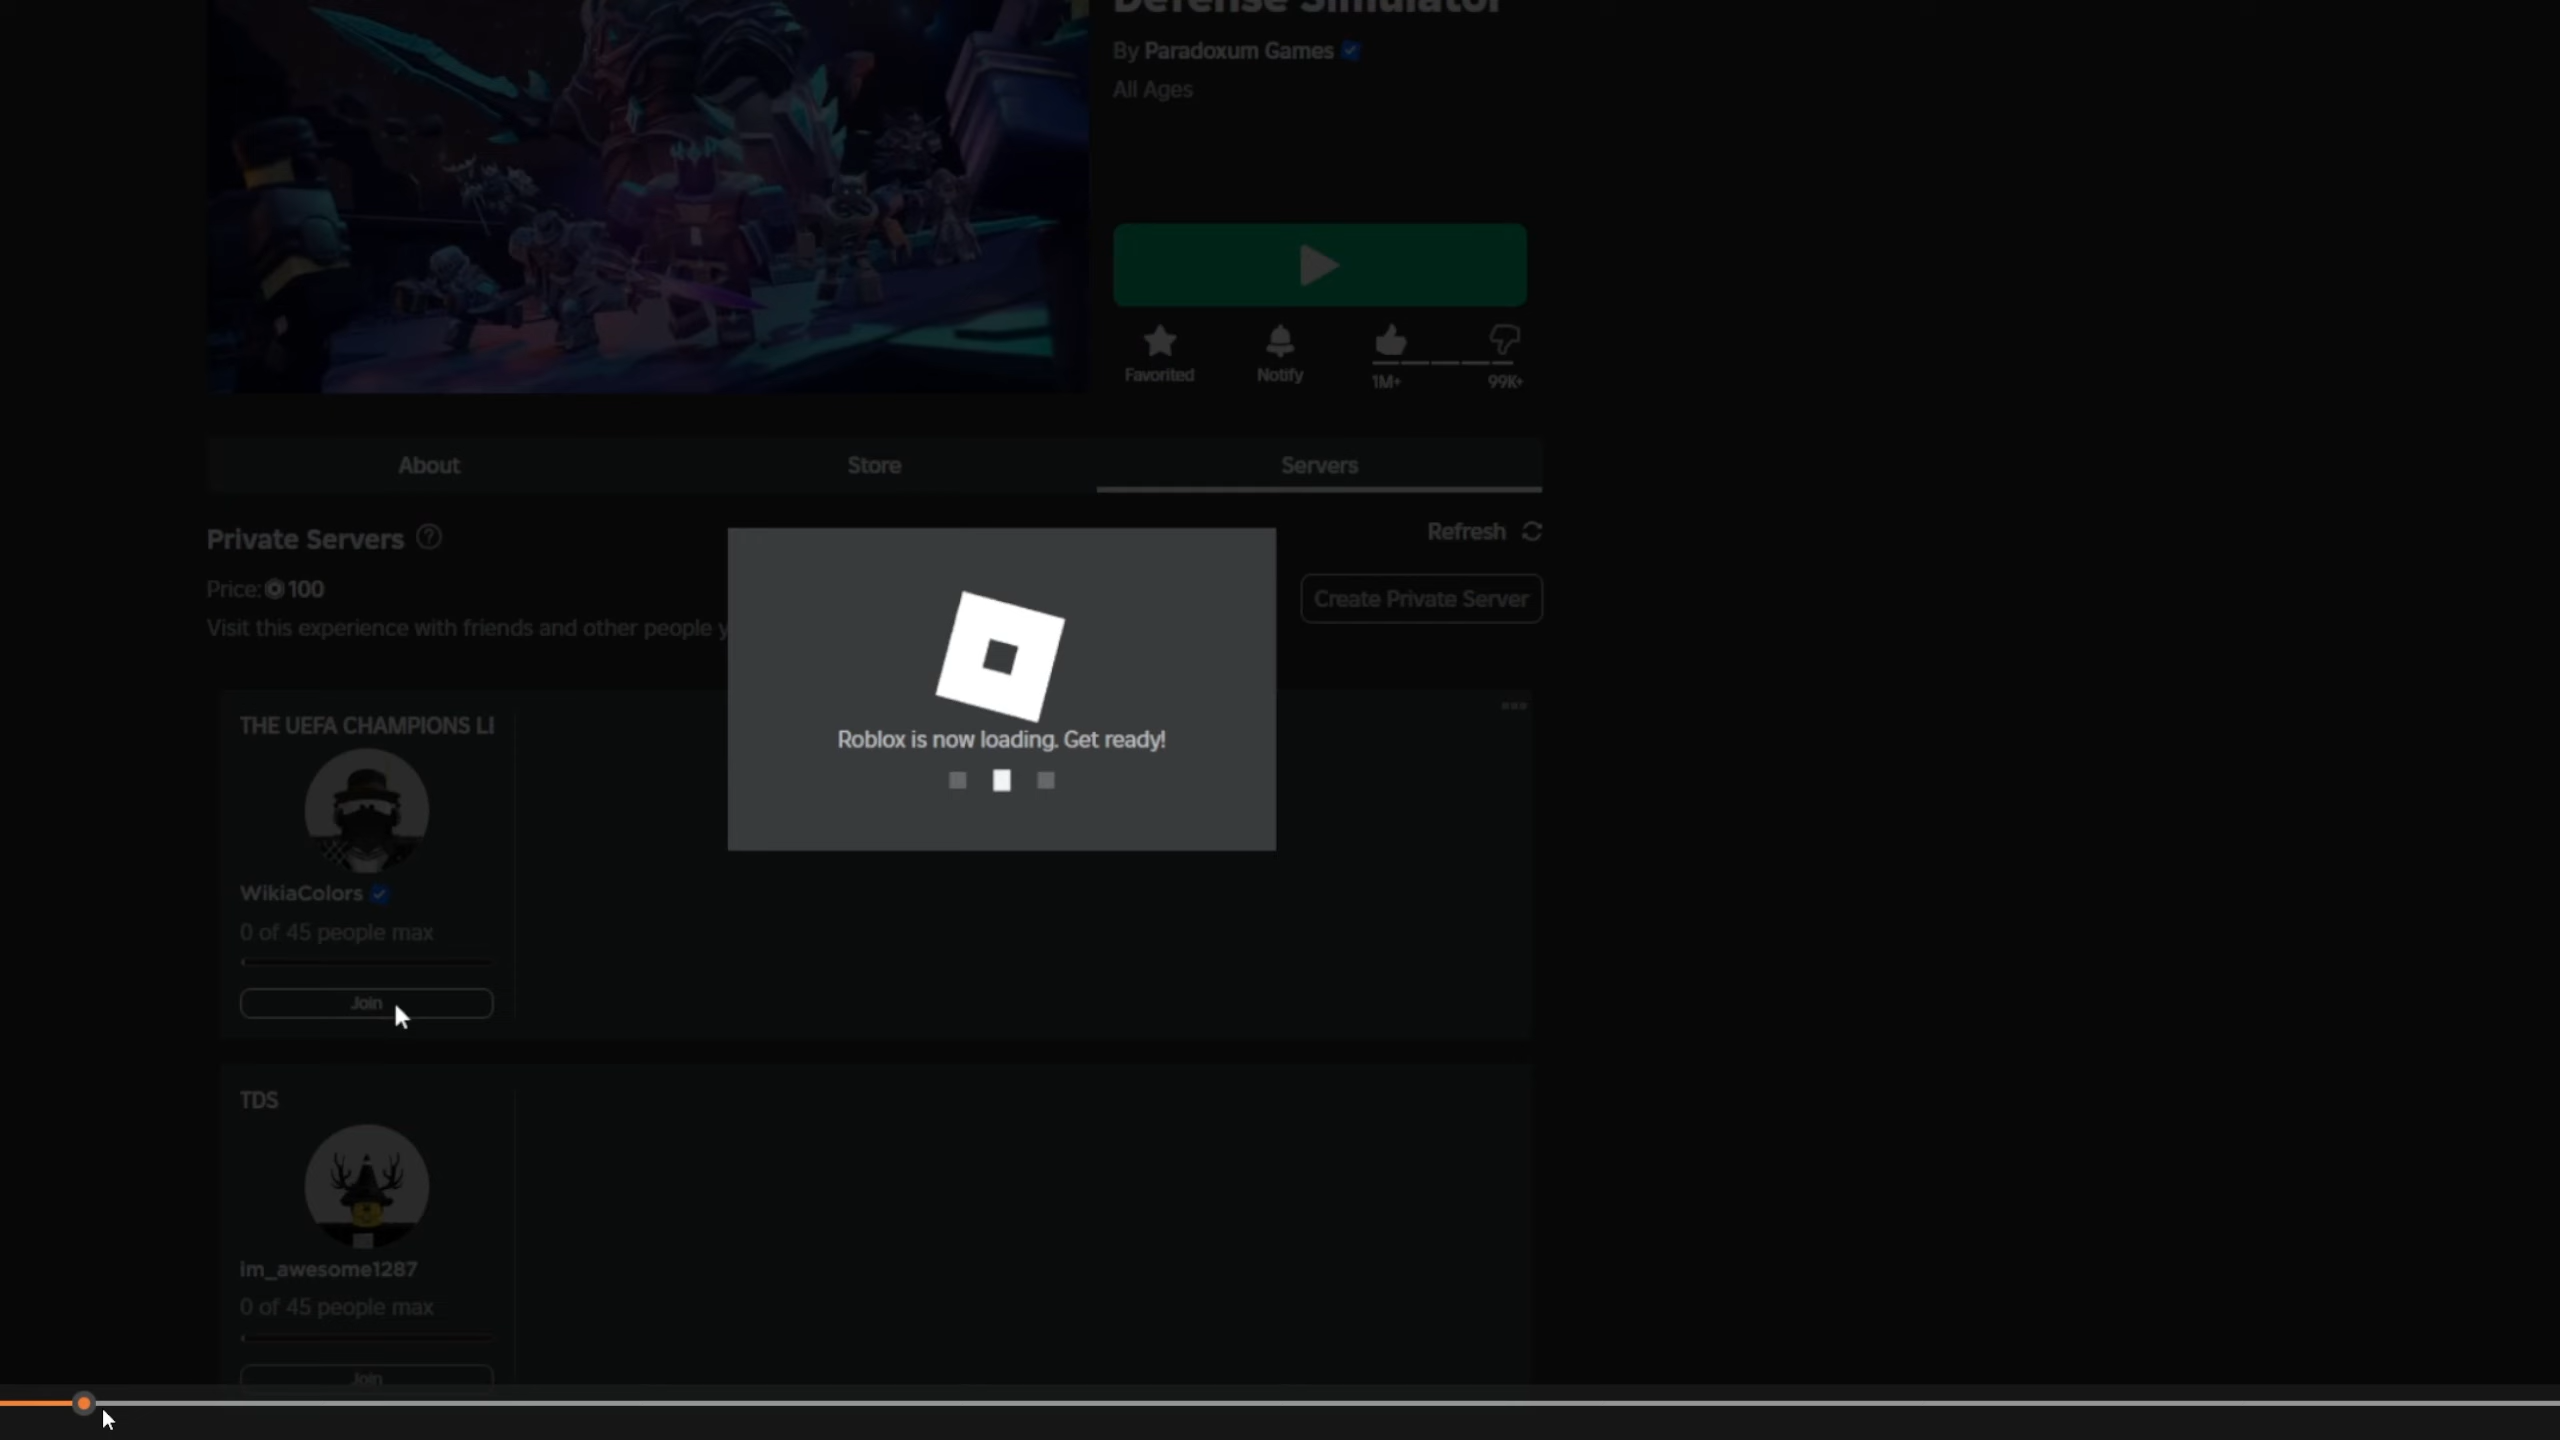 Defense Simulator
By Paradoxum Games
All Ages
Favorited
Notify
1M+
99K+
About
Store
Servers
Private Servers
Refresh
Price: 100
Create Private Server
Visit this experience with friends and other people y
Roblox is now loading. Get ready!
THE UEFA CHAMPIONS LI
WikiaColors
0 of 45 people max
Join
TDS
im_awesome1287
0 of 45 people max
Join